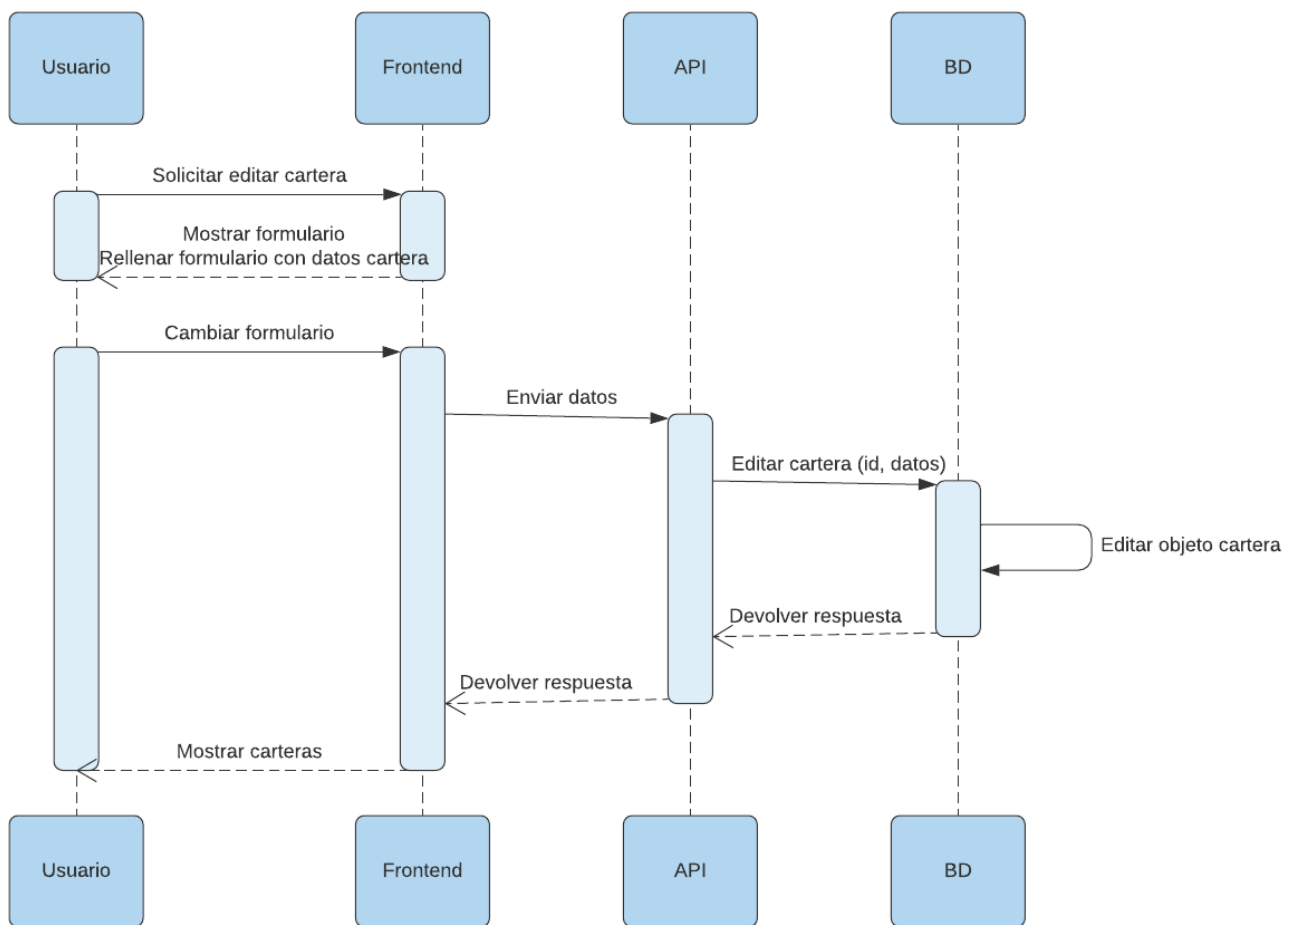 Usuario
Frontend
API
BD
Solicitar editar cartera
Mostrar formulario
Rellenar formulario con datos cartera
Cambiar formulario
Enviar datos
Editar cartera (id, datos)
Editar objeto cartera
Devolver respuesta
Devolver respuesta
Mostrar carteras
Usuario
Frontend
API
BD